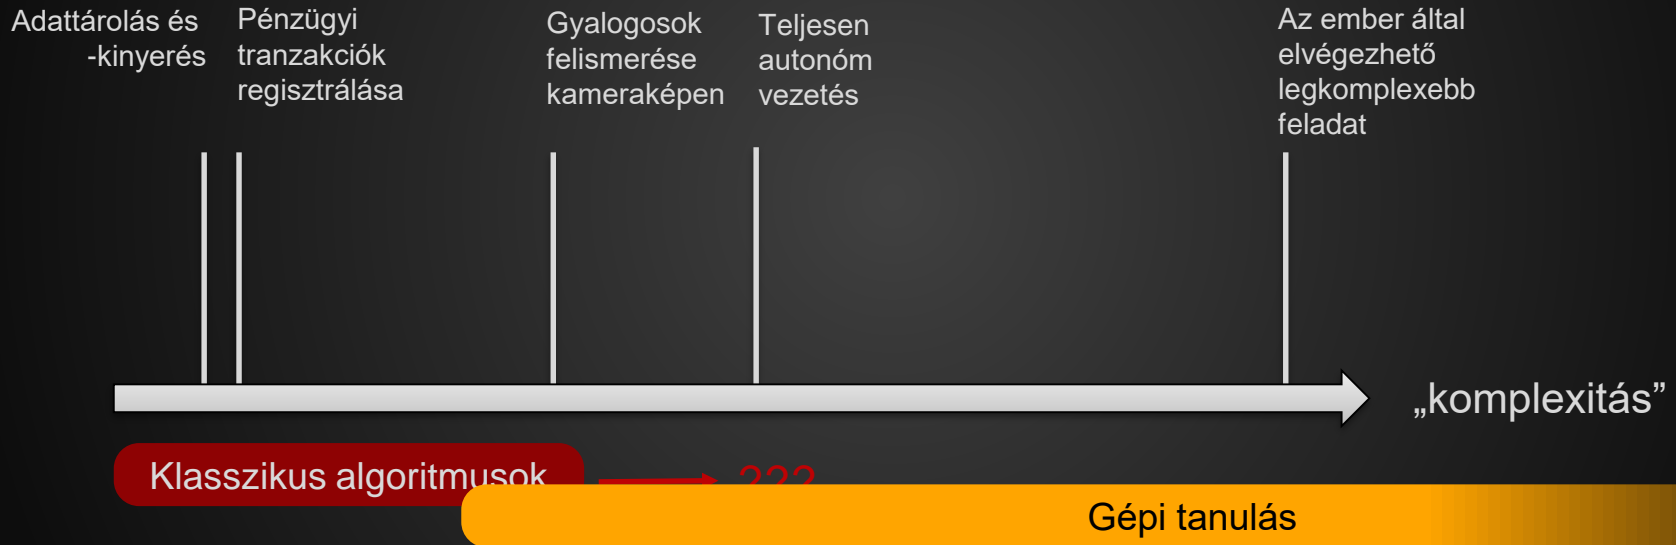 Adattárolás és
-kinyerés
Pénzügyi
tranzakciók
regisztrálása
Gyalogosok
felismerése
kameraképen
Teljesen
autonóm
vezetés
Az ember által
elvégezhető
legkomplexebb
feladat
„komplexitás”
Klasszikus algoritmusok
???
Gépi tanulás